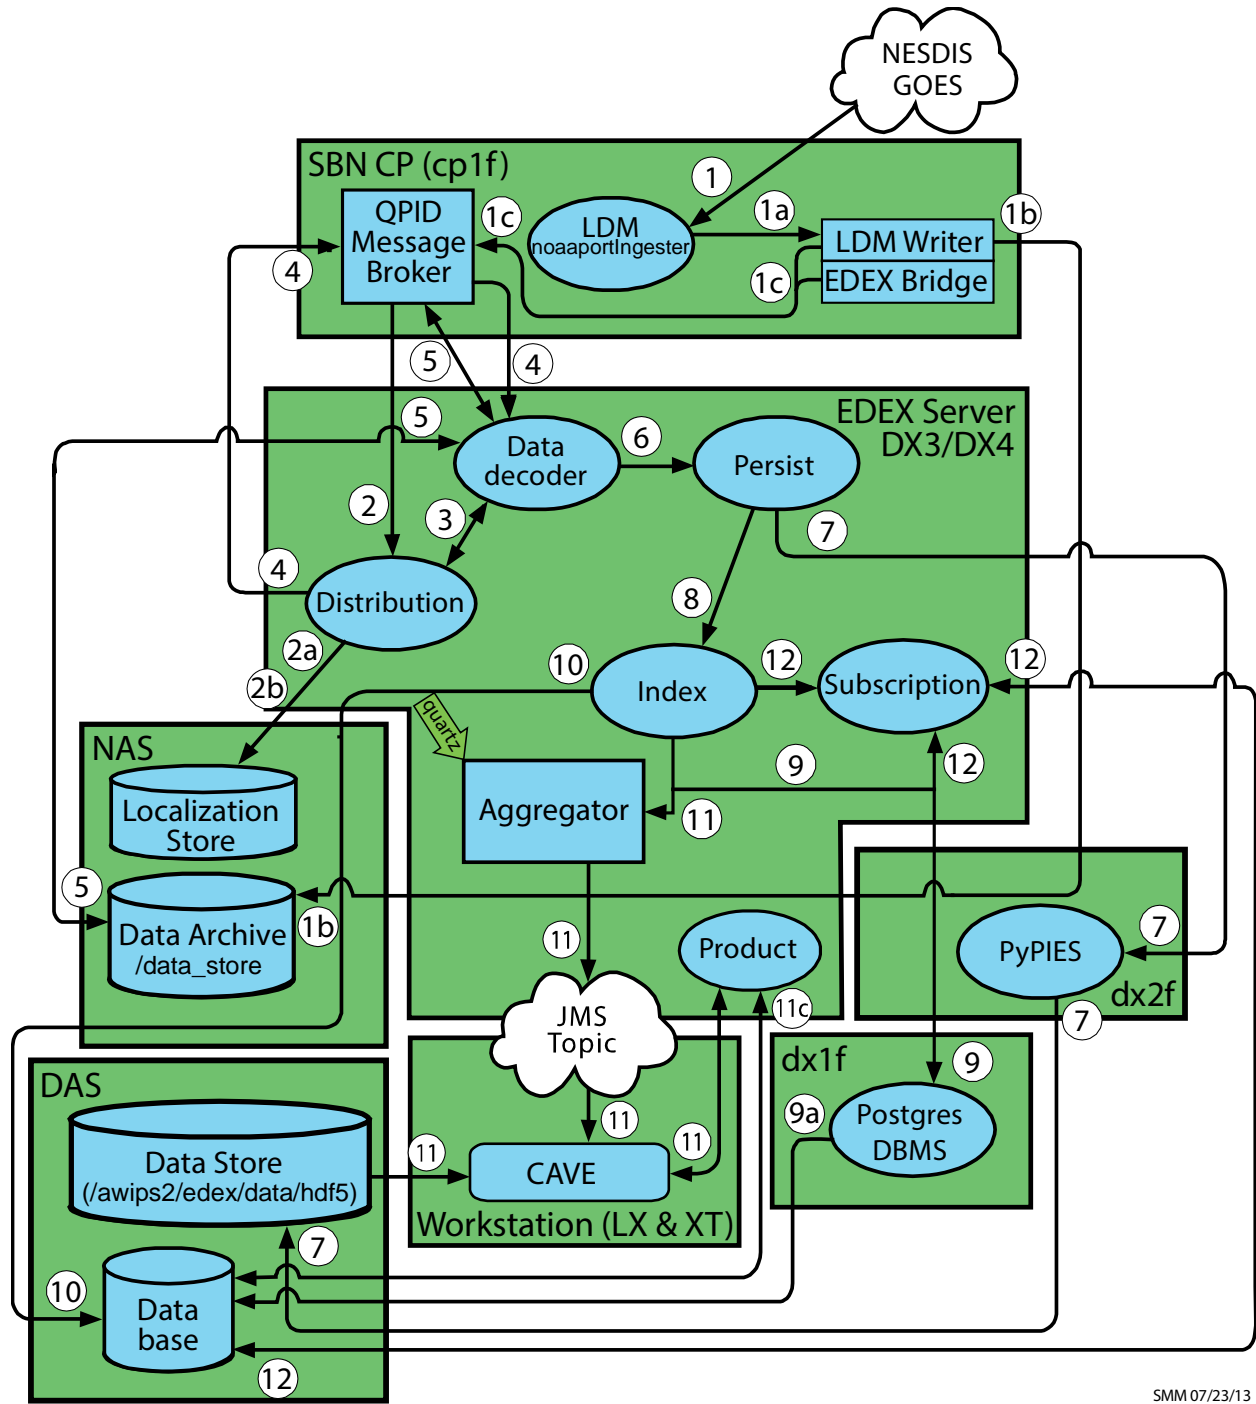 NESDIS
GOES
SBN CP (cp1f)
1
QPID
Message
Broker
1c
LDM
noaaportIngester
1a
1b
LDM Writer
EDEX Bridge
1c
4
5
4
EDEX Server
DX3/DX4
5
Data
decoder
6
Persist
2
3
7
4
Distribution
8
2a
2b
10
Index
12
Subscription
12
quartz
NAS
9
12
Localization
Store
Aggregator
11
5
Data Archive
/data_store
1b
11
Product
PyPIES
7
dx2f
11c
7
JMS
Topic
dx1f
9
DAS
9a
Postgres
DBMS
11
11
11
Data Store
(/awips2/edex/data/hdf5)
CAVE
Workstation (LX & XT)
7
10
Data
base
12
SMM 07/23/13